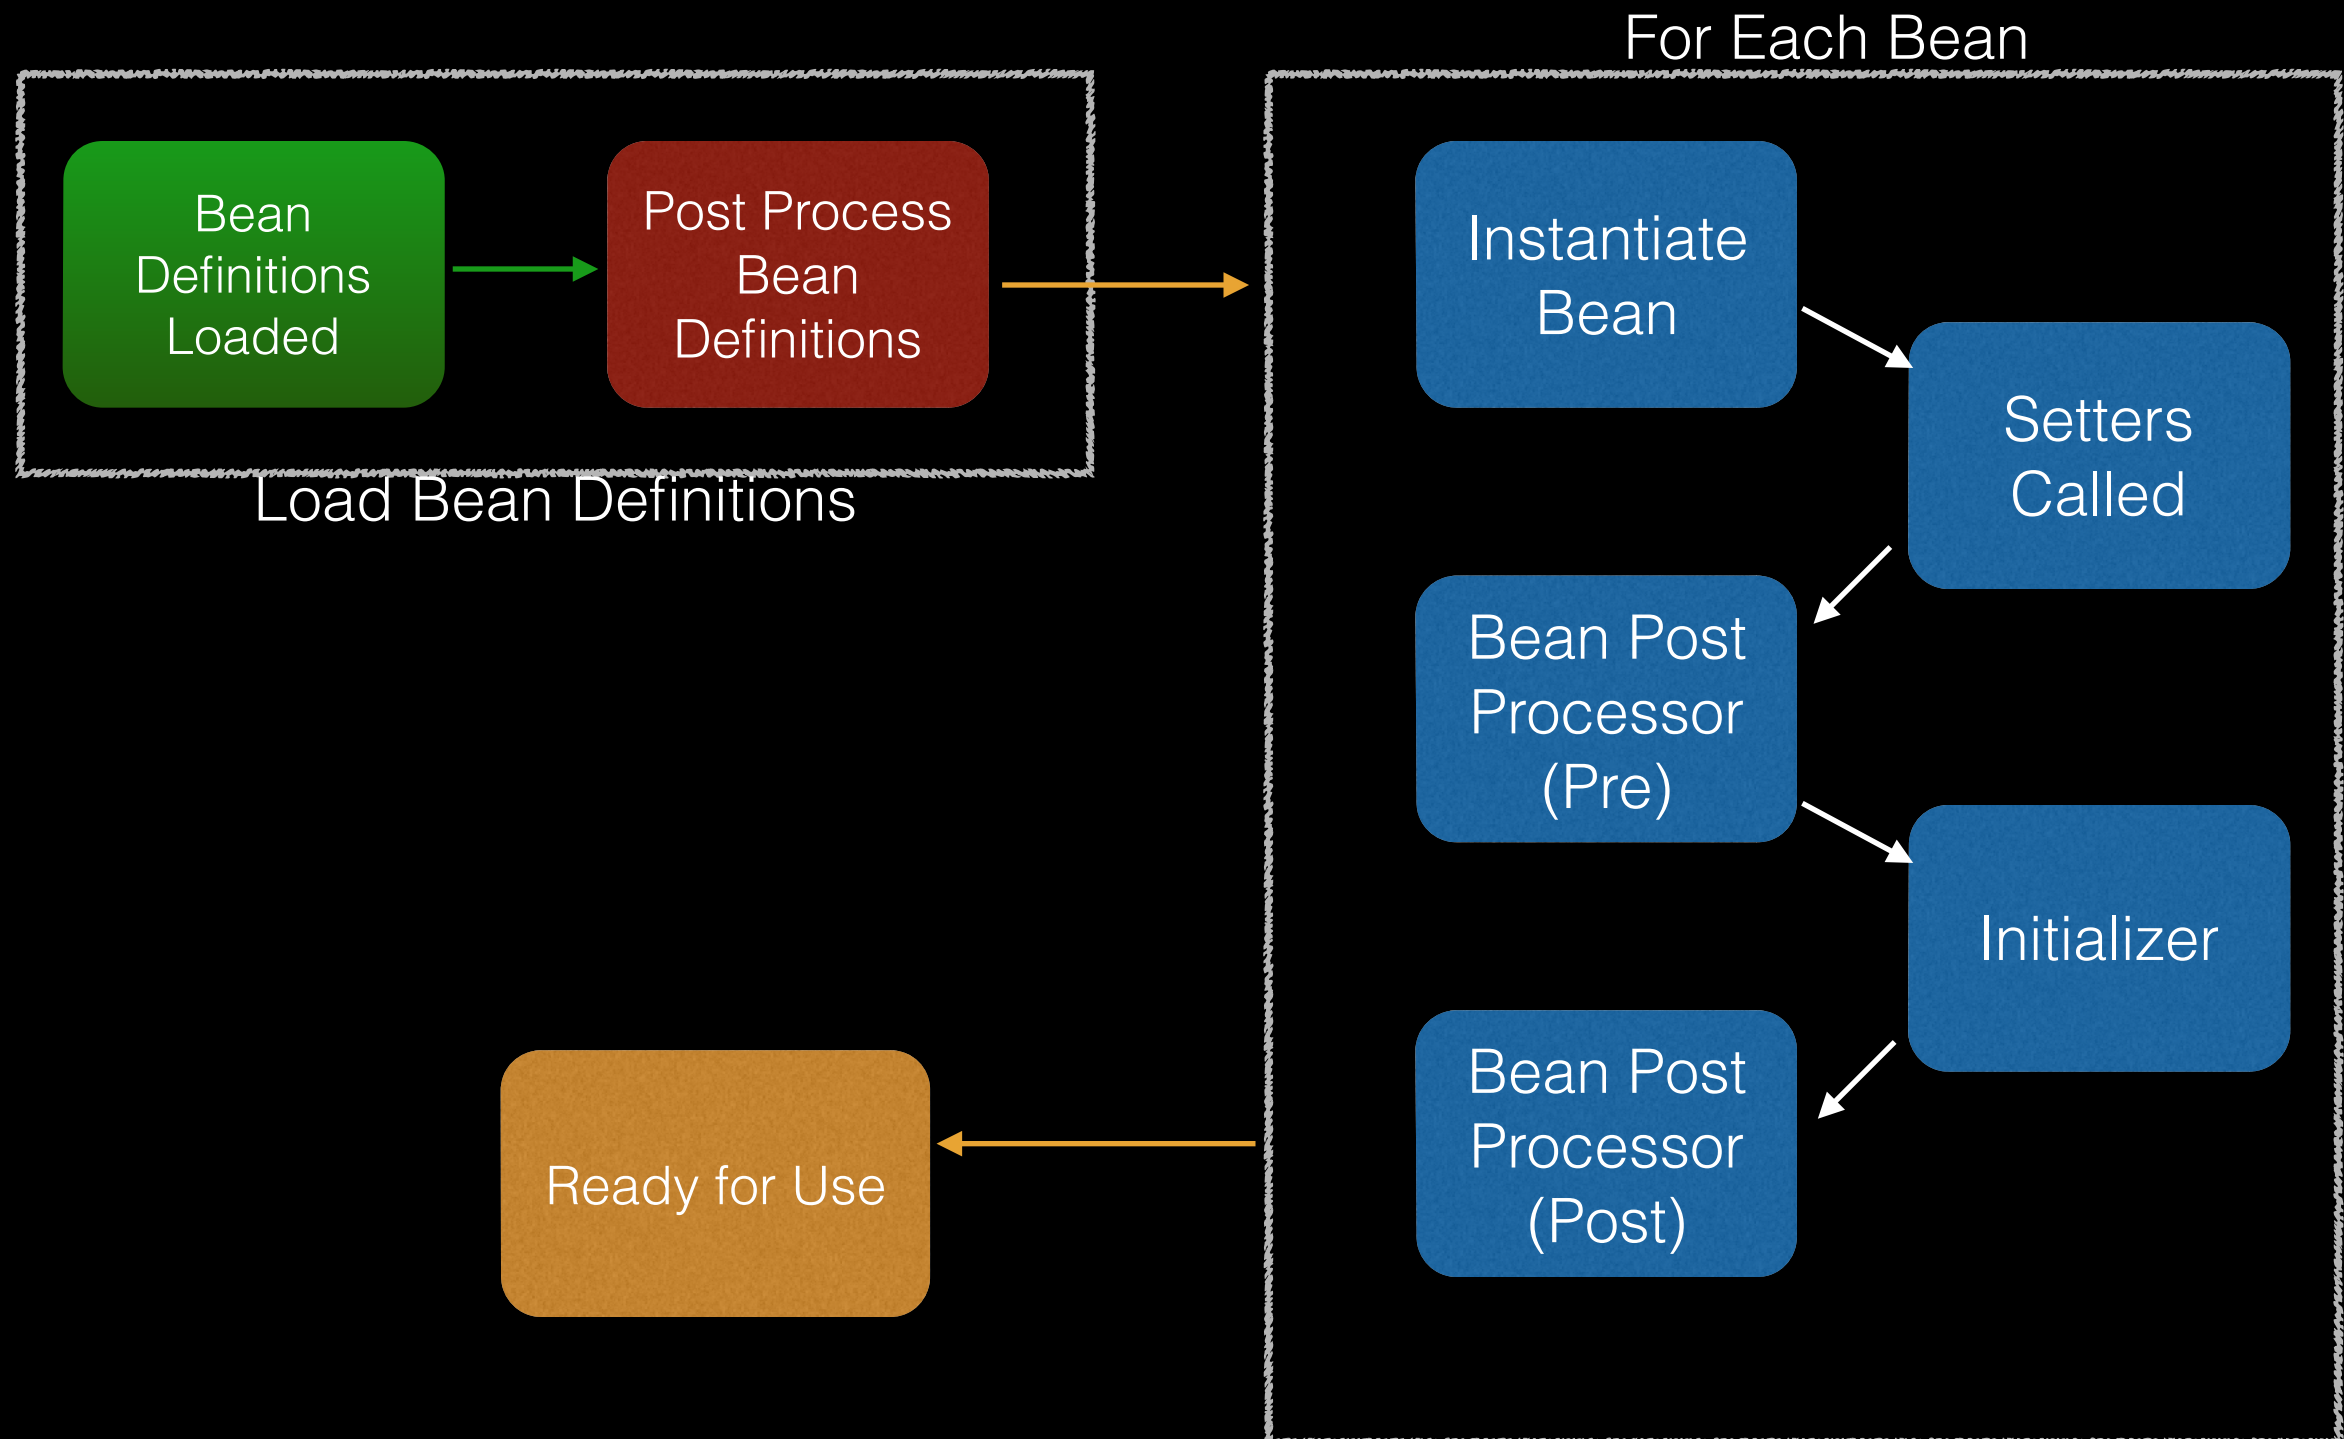 For Each Bean
Bean
Definitions
Loaded
Post Process
Bean
Definitions
Load Bean Definitions
Instantiate
Bean
Setters
Called
Bean Post
Processor
(Pre)
Initializer
Bean Post
Processor
(Post)
Ready for Use